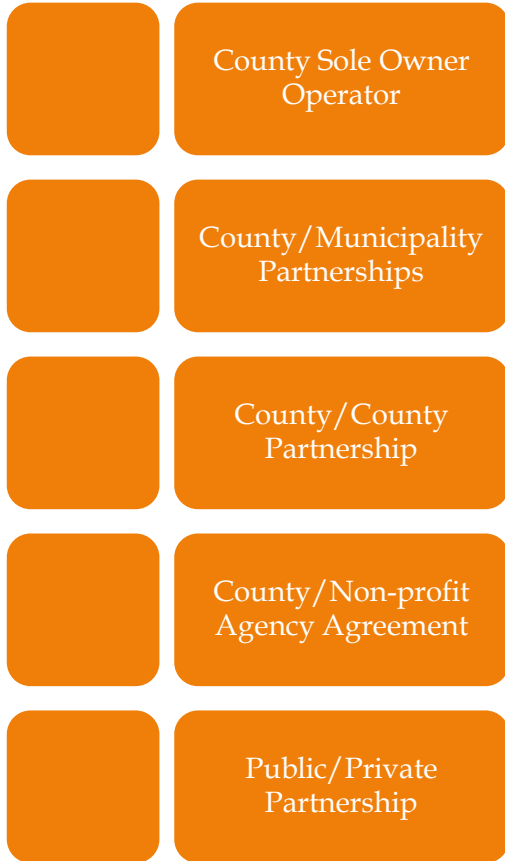 County Sole Owner
Operator
County/Municipality
Partnerships
County/County
Partnership
County/Non-profit
Agency Agreement
Public/Private
Partnership